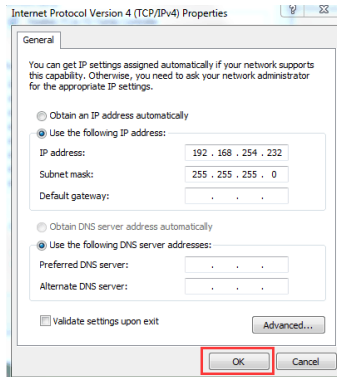 Internet Protocol Version 4 (TCP/IPv4) Properties
General
You can get IP settings assigned automatically if your network supports
this capability. Otherwise, you need to ask your network administrator
for the appropriate IP settings.
Obtain an IP address automatically
Use the following IP address:
IP address: 192 . 168 . 254 . 232
Subnet mask: 255 . 255 . 255 . 0
Default gateway: . . .
Obtain DNS server address automatically
Use the following DNS server addresses:
Preferred DNS server: . . .
Alternate DNS server: . . .
Validate settings upon exit
Advanced...
OK Cancel